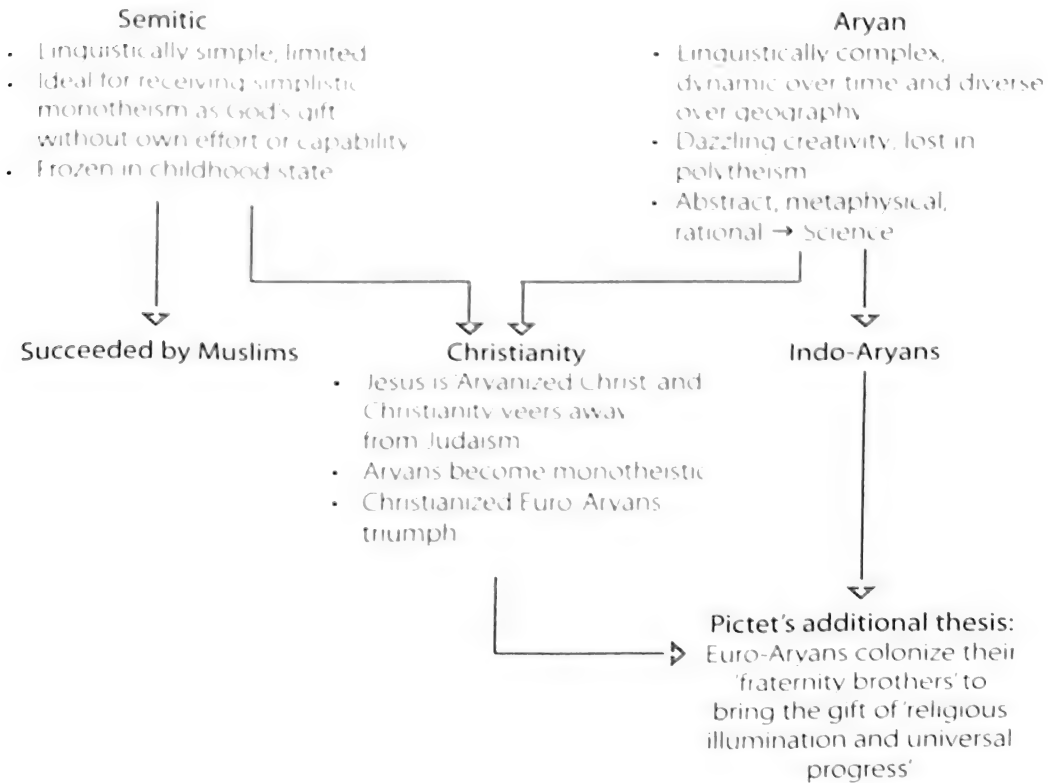 Semitic
• Linguistically simple, limited
• Ideal for receiving simplistic
monotheism as God's gift
without own effort or capability
• Frozen in childhood state
Aryan
• Linguistically complex,
dynamic over time and diverse
over geography
• Dazzling creativity, lost in
polytheism
• Abstract, metaphysical,
rational → Science
Succeeded by Muslims
Christianity
• Jesus is 'Aryanized Christ' and
Christianity veers away
from Judaism
• Aryans become monotheistic
• Christianized Euro-Aryans
triumph
Indo-Aryans
Pictet's additional thesis:
Euro-Aryans colonize their
'fraternity brothers' to
bring the gift of 'religious
illumination and universal
progress'